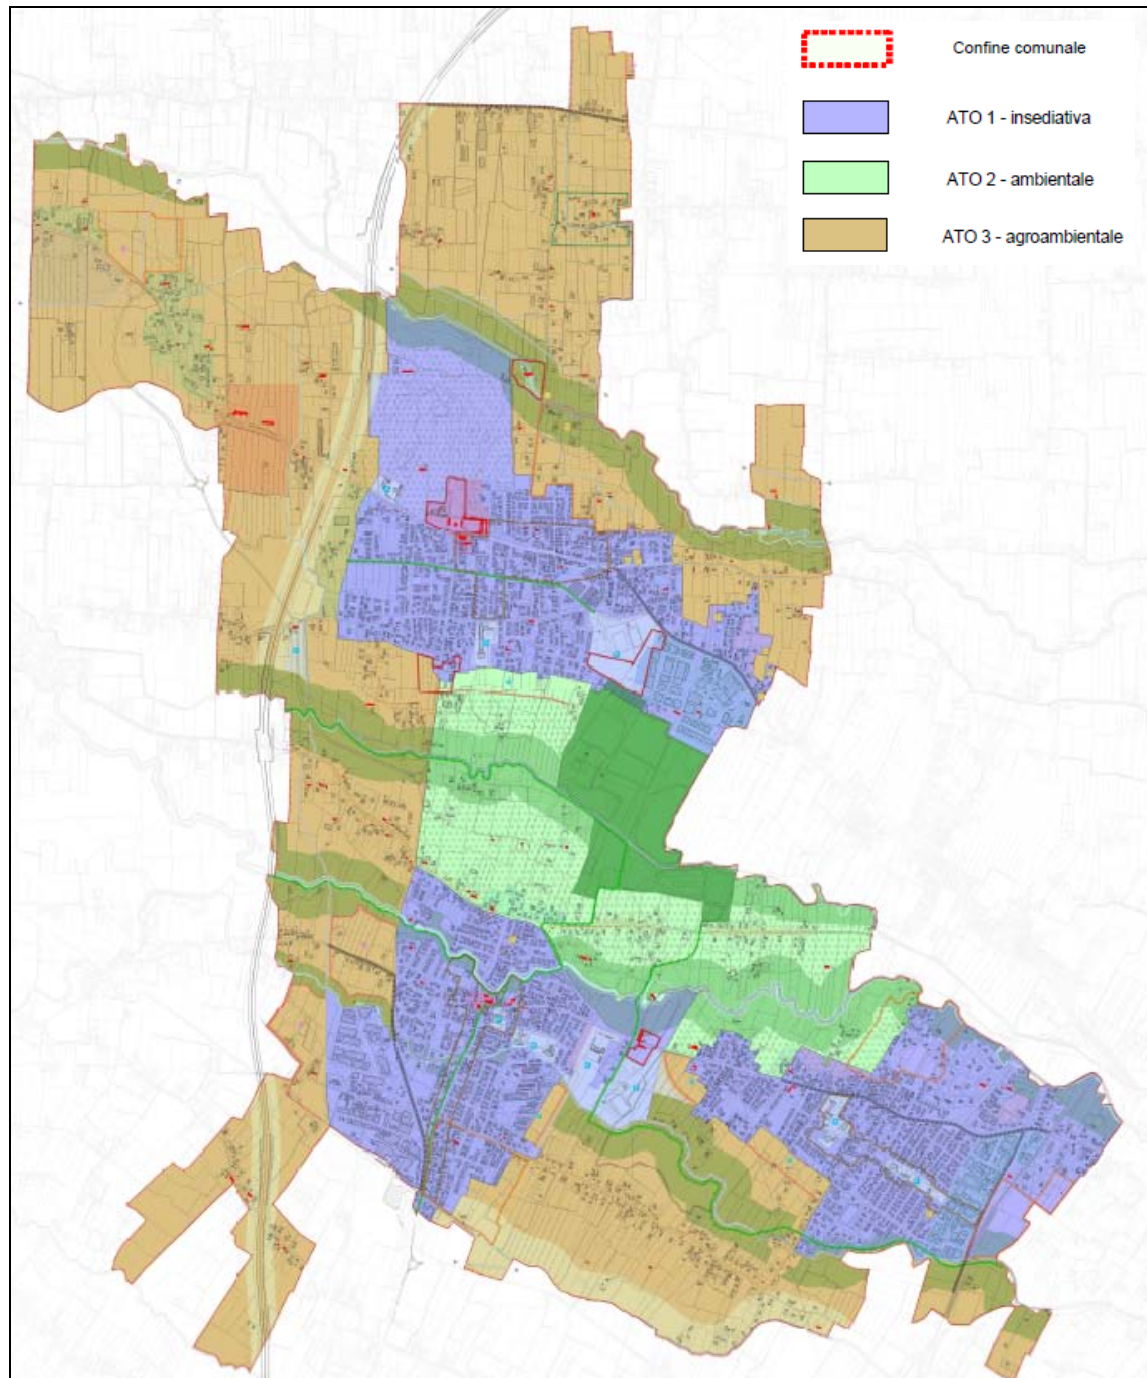 Confine comunale
ATO 1 - insediativa
ATO 2 - ambientale
ATO 3 - agroambientale